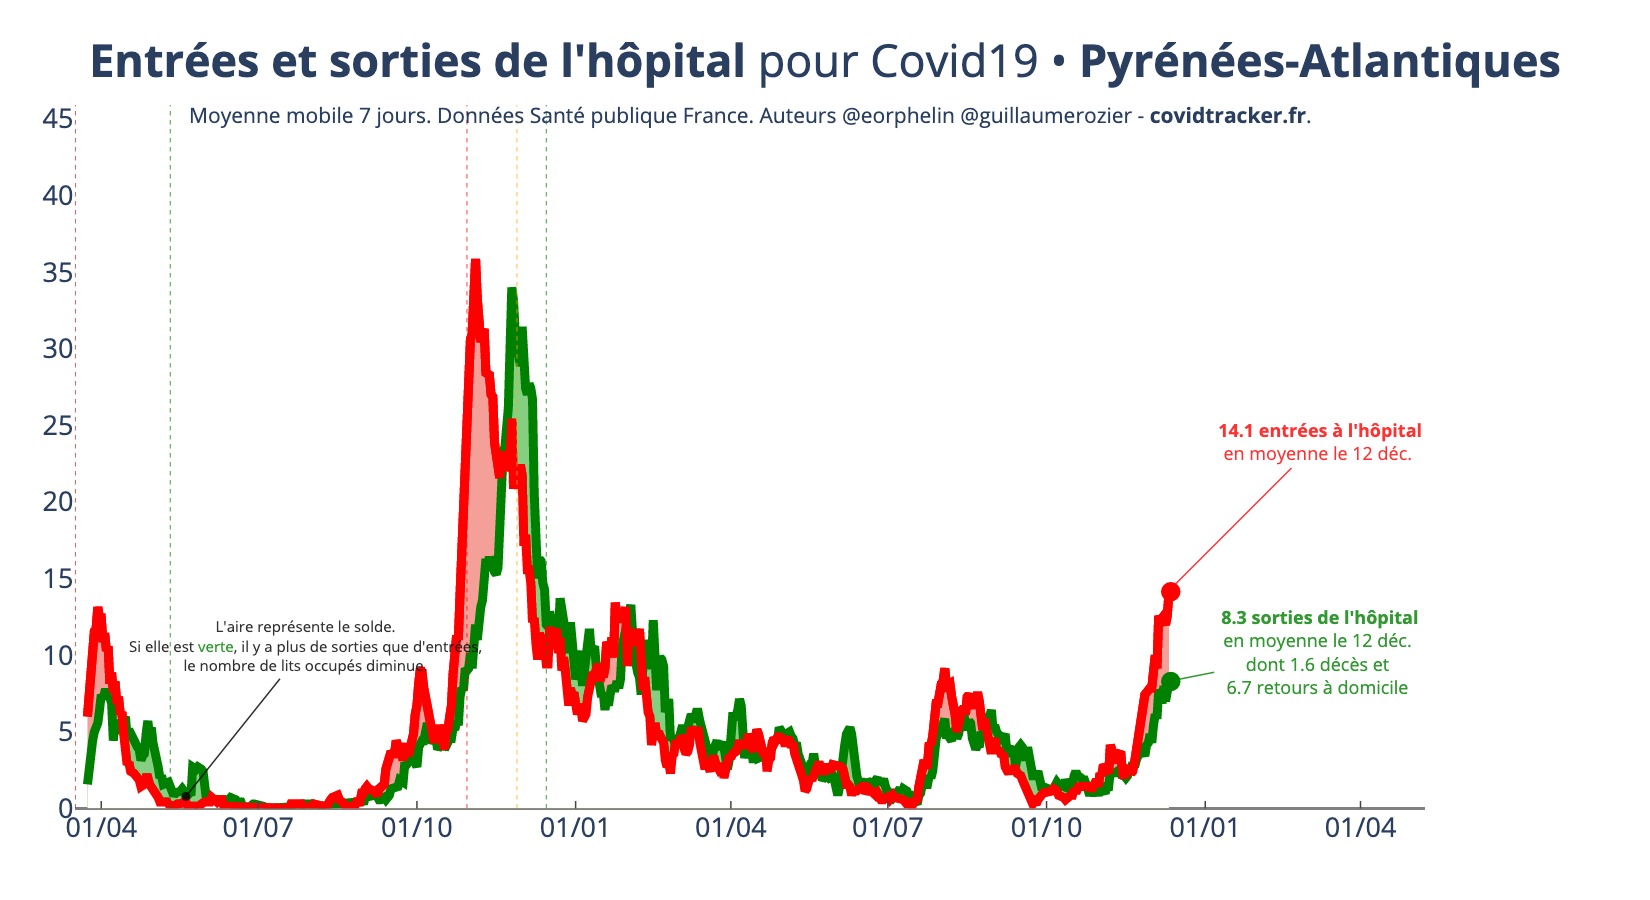 Entrées et sorties de l'hôpital pour Covid19 • Pyrénées-Atlantiques
Moyenne mobile 7 jours. Données Santé publique France. Auteurs @eorphelin @guillaumerozier - covidtracker.fr.
45
40
35
30
25
20
15
10
5
0
14.1 entrées à l'hôpital
en moyenne le 12 déc.
8.3 sorties de l'hôpital
en moyenne le 12 déc.
dont 1.6 décès et
6.7 retours à domicile
L'aire représente le solde.
Si elle est verte, il y a plus de sorties que d'entrées,
le nombre de lits occupés diminue.
01/04 01/07 01/10 01/01 01/04 01/07 01/10 01/01 01/04